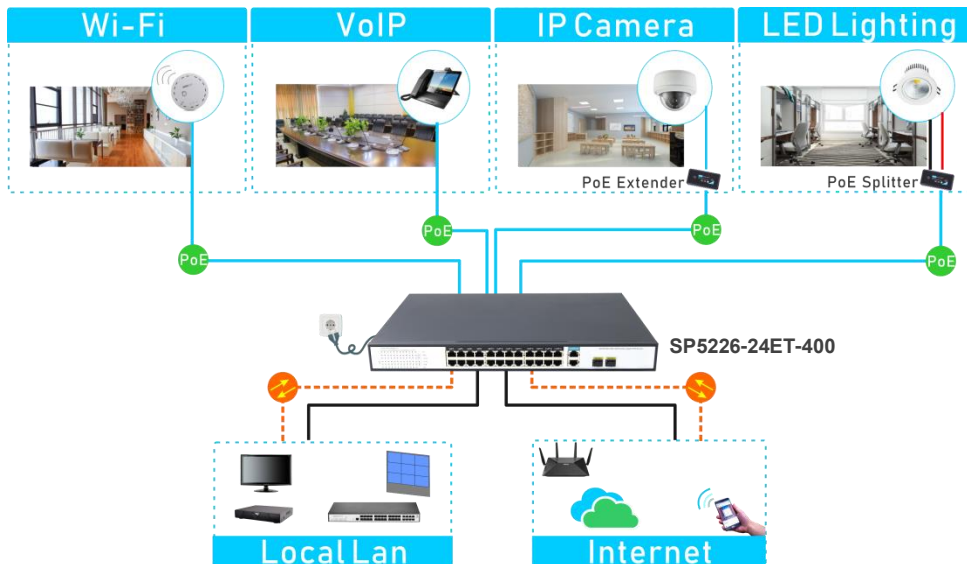 Wi-Fi
VoIP
IP Camera
LED Lighting
PoE Extender
PoE Splitter
PoE
PoE
PoE
PoE
SP5226-24ET-400
Local Lan
Internet